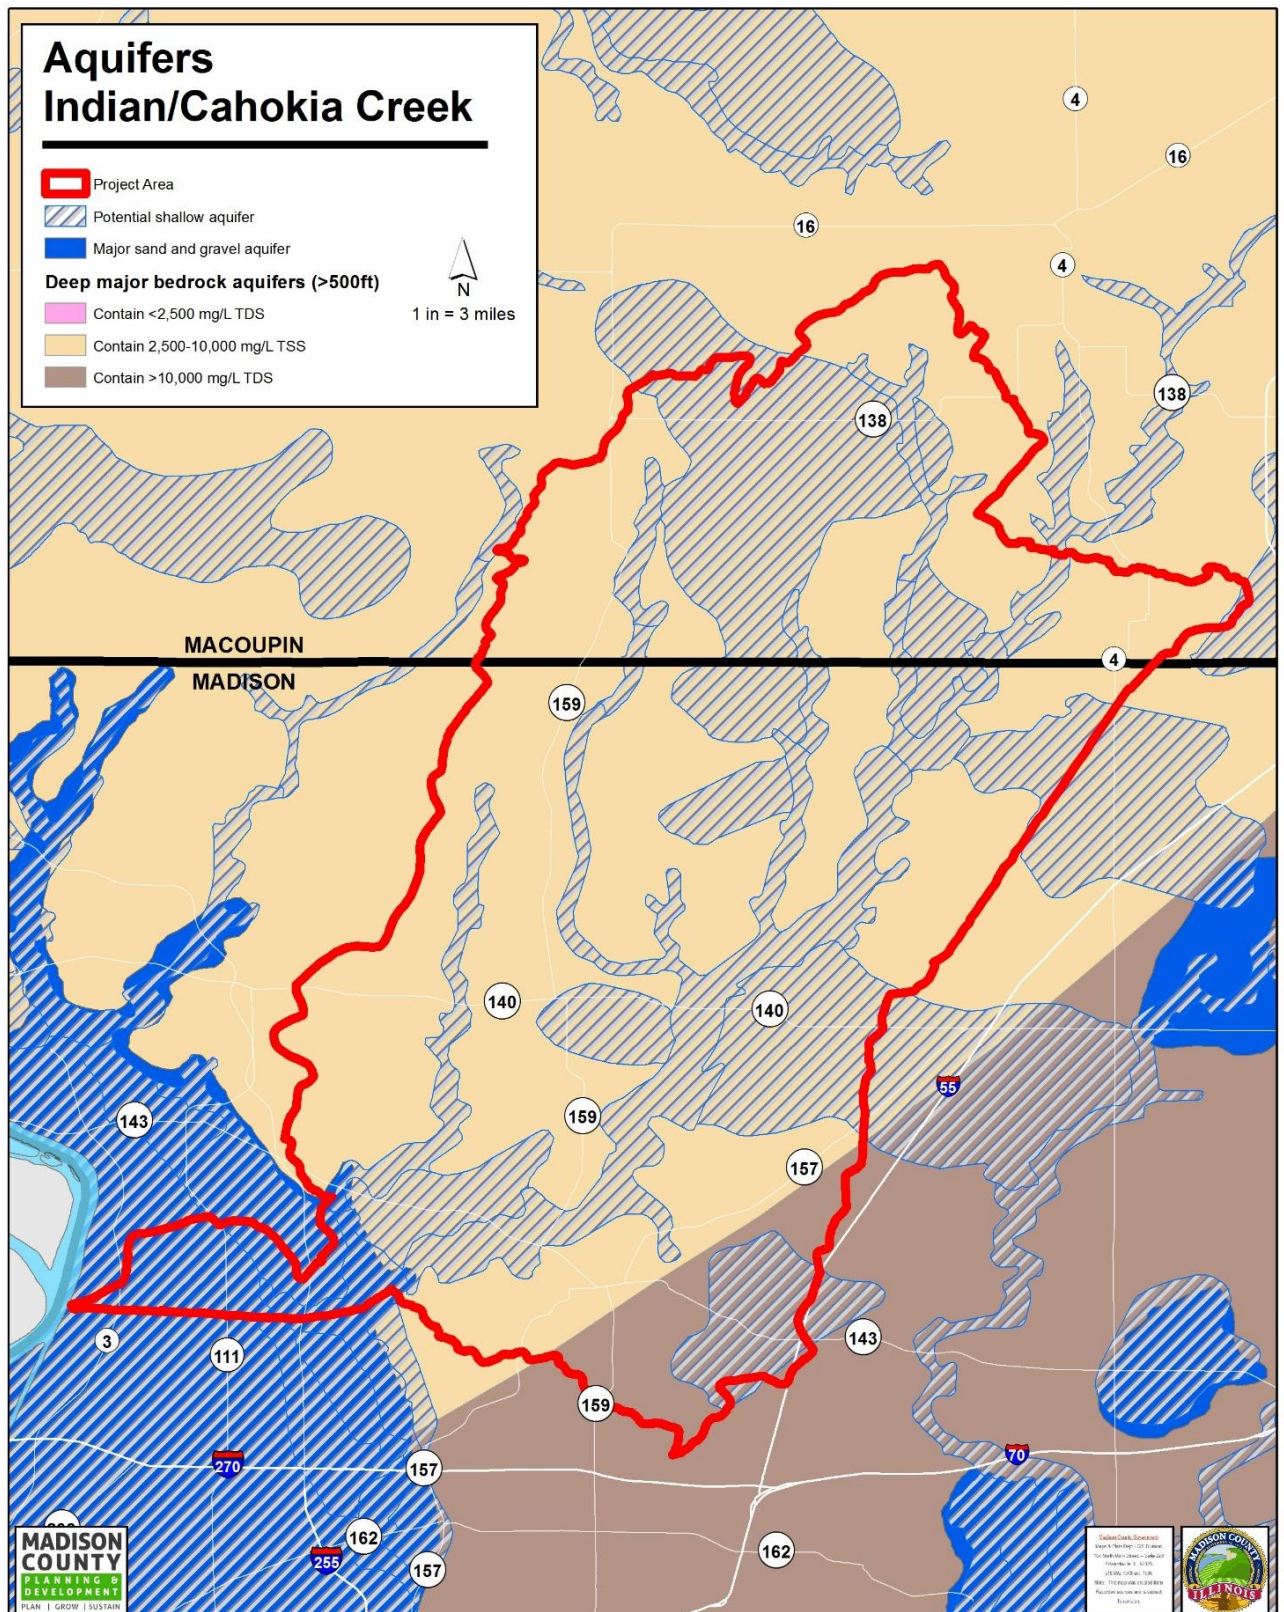 Aquifers
Indian/Cahokia Creek
Project Area
Potential shallow aquifer
Major sand and gravel aquifer
Deep major bedrock aquifers (>500ft)
Contain <2,500 mg/L TDS
Contain 2,500-10,000 mg/L TSS
Contain >10,000 mg/L TDS
N
1 in = 3 miles
4
16
16
4
138
138
MACOUPIN
MADISON
4
159
140
140
55
143
159
157
3
111
143
159
270
157
70
162
255
157
162
MADISON
COUNTY
PLANNING &
DEVELOPMENT
PLAN | GROW | SUSTAIN
MADISON COUNTY
ILLINOIS